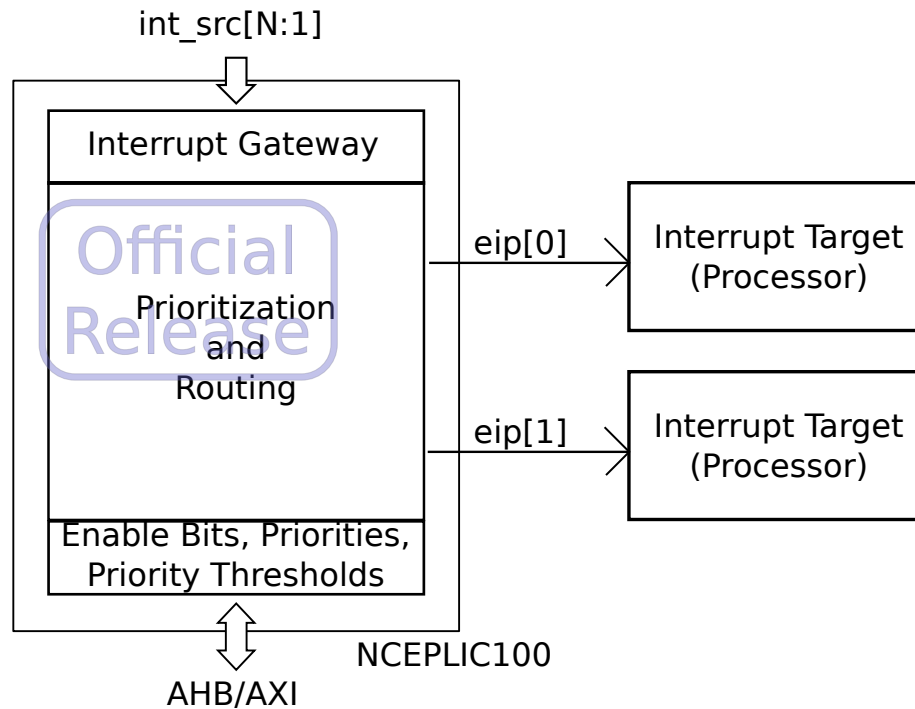 int_src[N:1]
Interrupt Gateway
Official
Release
Prioritization
and
Routing
eip[0]
Interrupt Target
(Processor)
eip[1]
Interrupt Target
(Processor)
Enable Bits, Priorities,
Priority Thresholds
NCEPLIC100
AHB/AXI